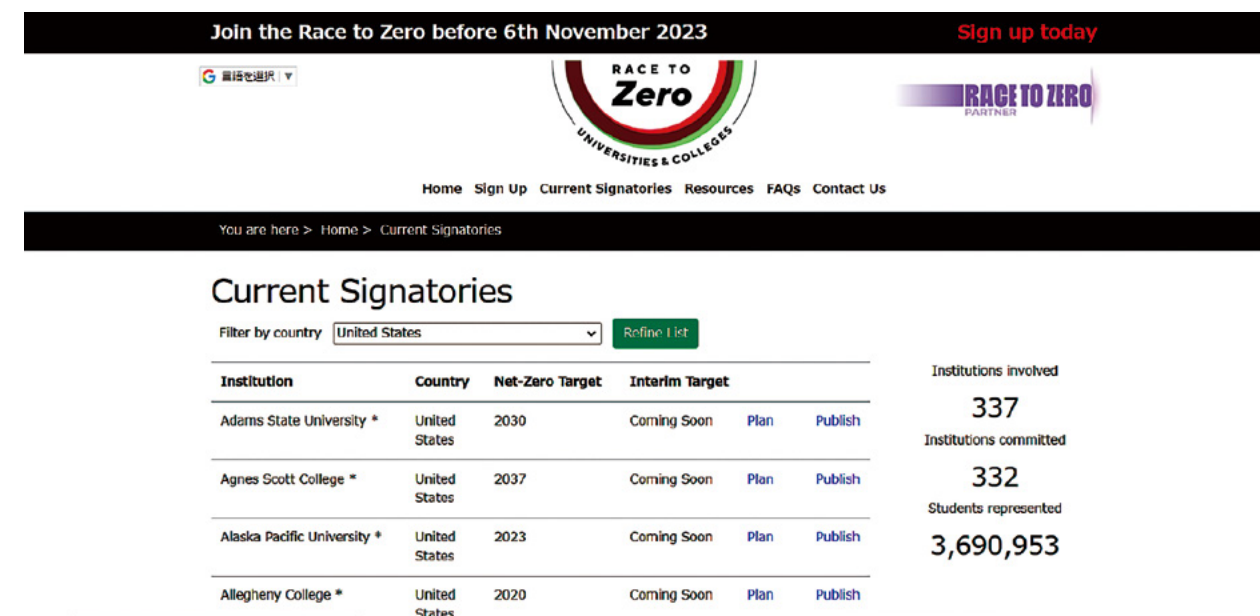 Join the Race to Zero before 6th November 2023
Sign up today
G 言語を選択 ▼
RACE TO
Zero
UNIVERSITIES & COLLEGES
RACE TO ZERO
PARTNER
Home Sign Up Current Signatories Resources FAQs Contact Us
You are here > Home > Current Signatories
Current Signatories
Filter by country United States Refine List
Institution Country Net-Zero Target Interim Target
Adams State University * United States 2030 Coming Soon Plan Publish
Agnes Scott College * United States 2037 Coming Soon Plan Publish
Alaska Pacific University * United States 2023 Coming Soon Plan Publish
Allegheny College * United States 2020 Coming Soon Plan Publish
Institutions involved
337
Institutions committed
332
Students represented
3,690,953